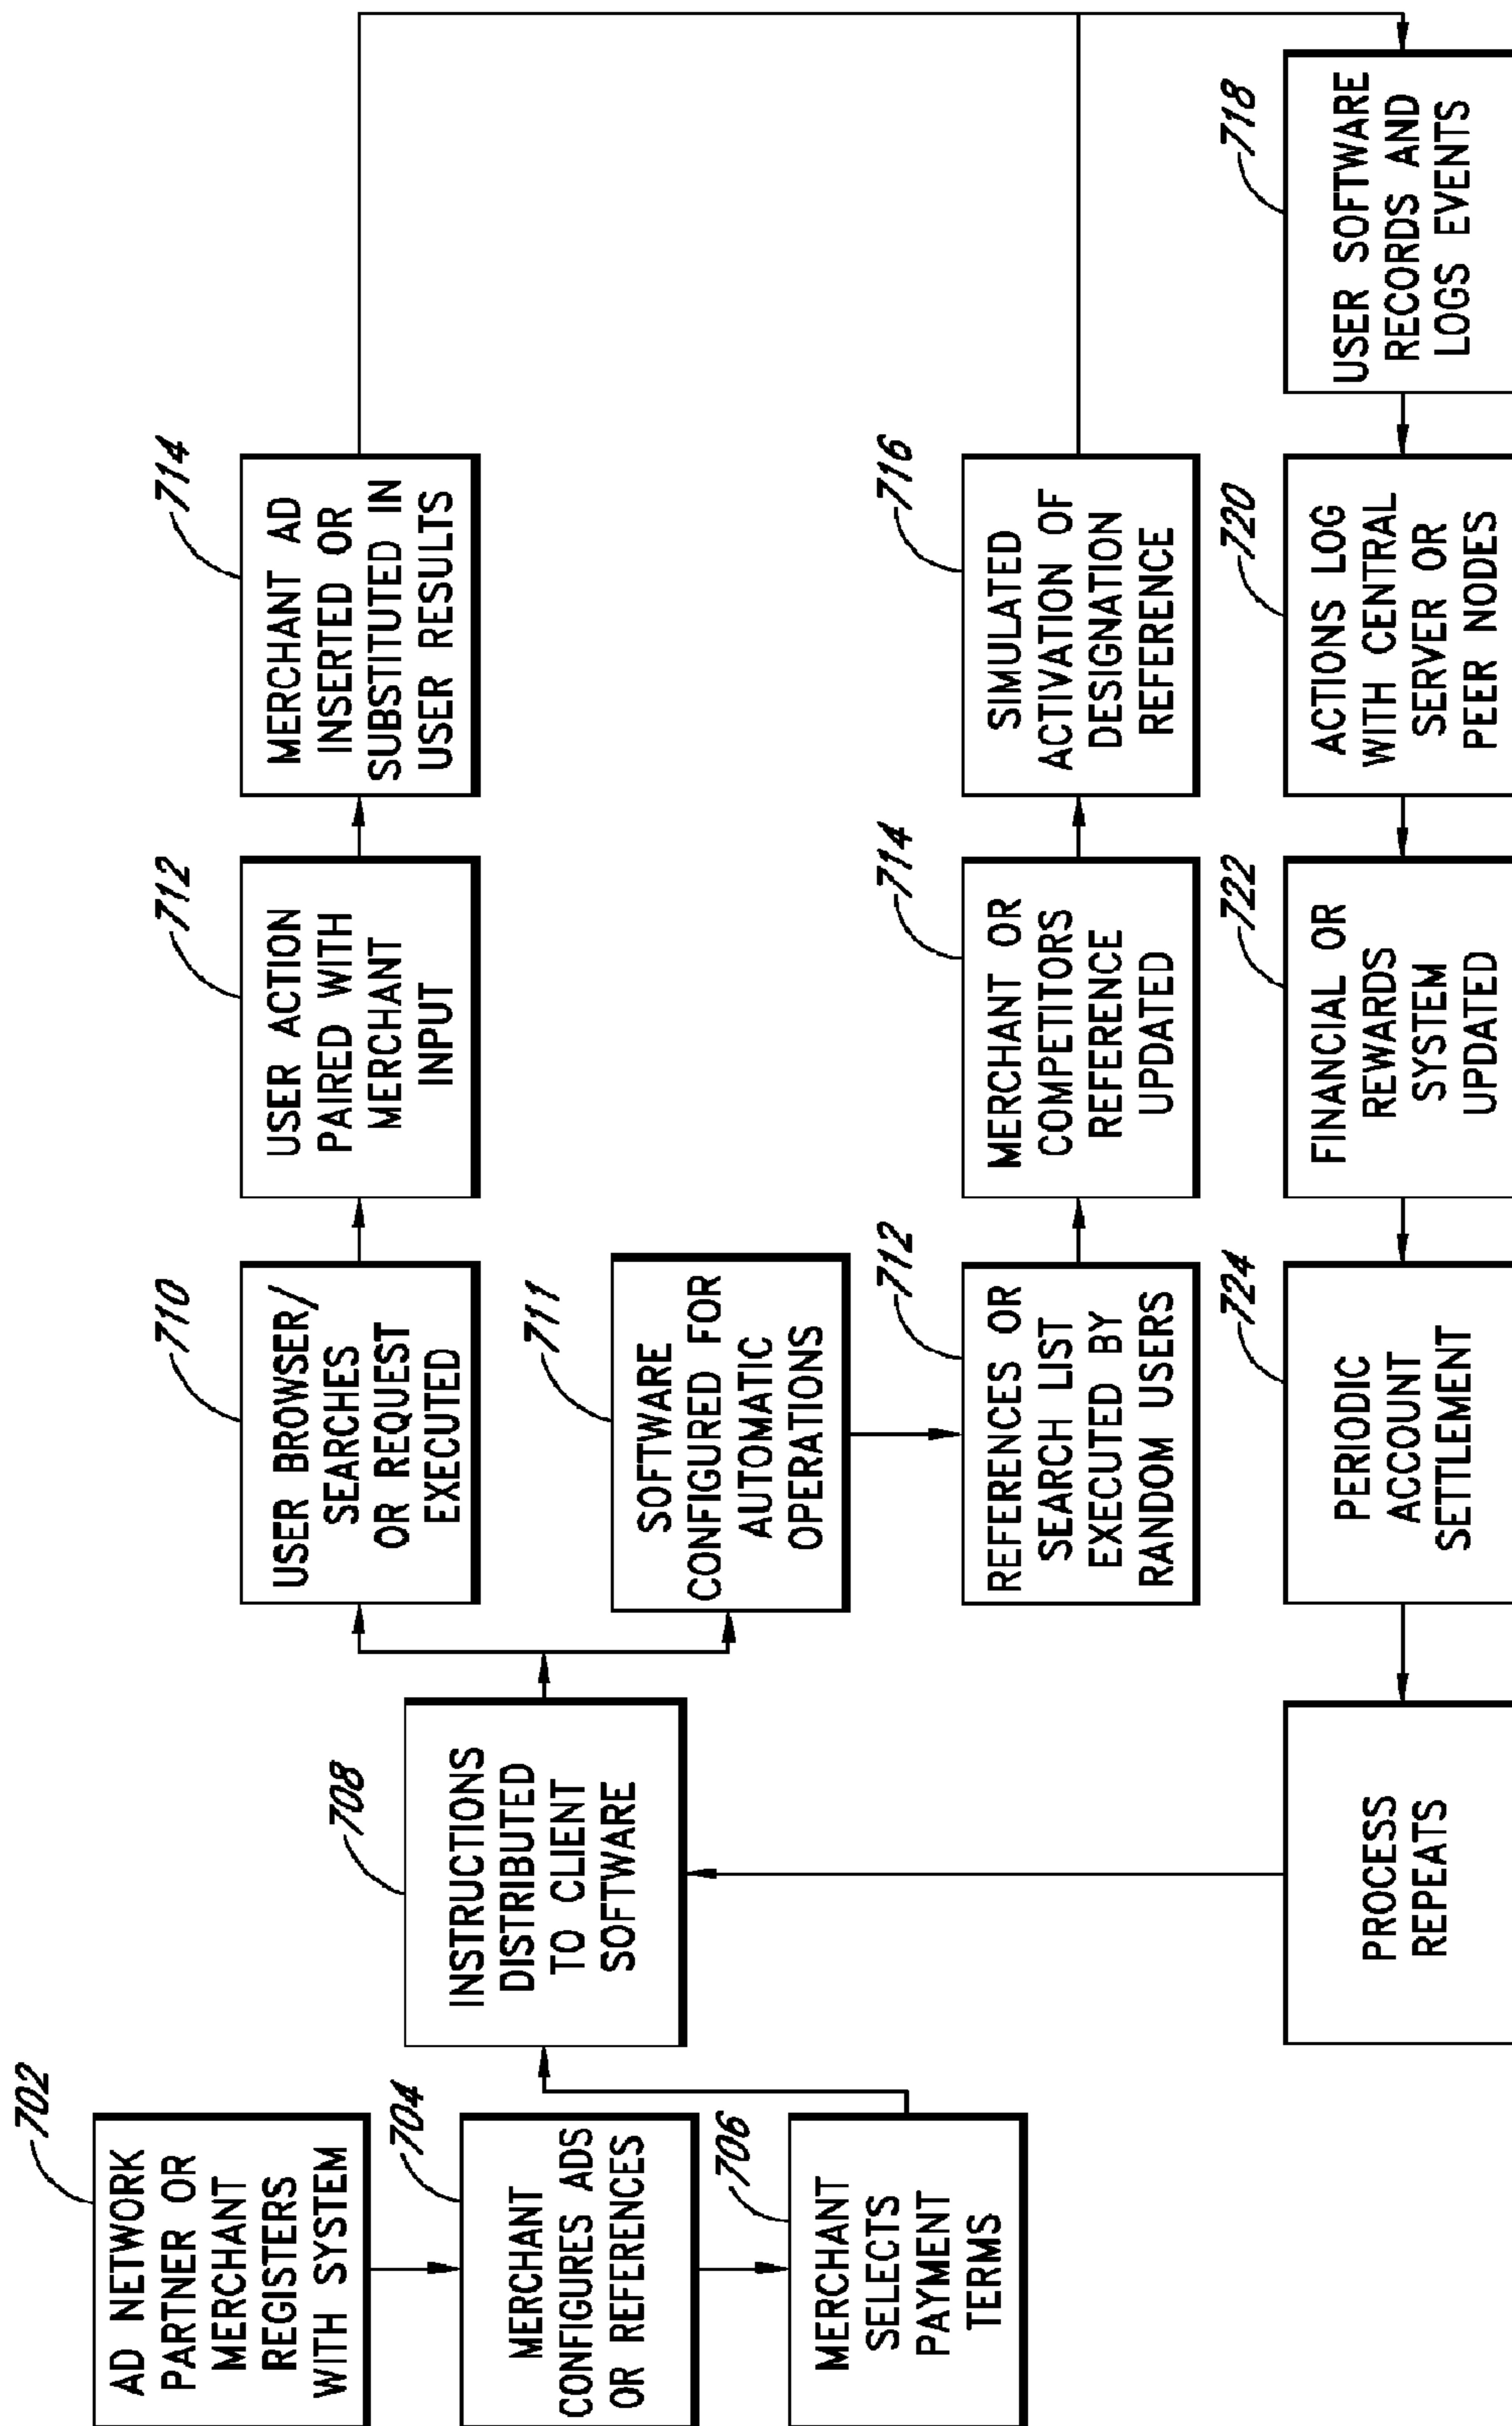 702
AD NETWORK
PARTNER OR
MERCHANT
REGISTERS
WITH SYSTEM
704
MERCHANT
CONFIGURES ADS
OR REFERENCES
706
MERCHANT
SELECTS
PAYMENT
TERMS
708
INSTRUCTIONS
DISTRIBUTED
TO CLIENT
SOFTWARE
710
USER BROWSER/
SEARCHES
OR REQUEST
EXECUTED
712
USER ACTION
PAIRED WITH
MERCHANT
INPUT
714
MERCHANT AD
INSERTED OR
SUBSTITUTED IN
USER RESULTS
711
SOFTWARE
CONFIGURED FOR
AUTOMATIC
OPERATIONS
712
REFERENCES OR
SEARCH LIST
EXECUTED BY
RANDOM USERS
714
MERCHANT OR
COMPETITORS
REFERENCE
UPDATED
716
SIMULATED
ACTIVATION OF
DESIGNATION
REFERENCE
718
USER SOFTWARE
RECORDS AND
LOGS EVENTS
720
ACTIONS LOG
WITH CENTRAL
SERVER OR
PEER NODES
722
FINANCIAL OR
REWARDS
SYSTEM
UPDATED
724
PERIODIC
ACCOUNT
SETTLEMENT
PROCESS
REPEATS